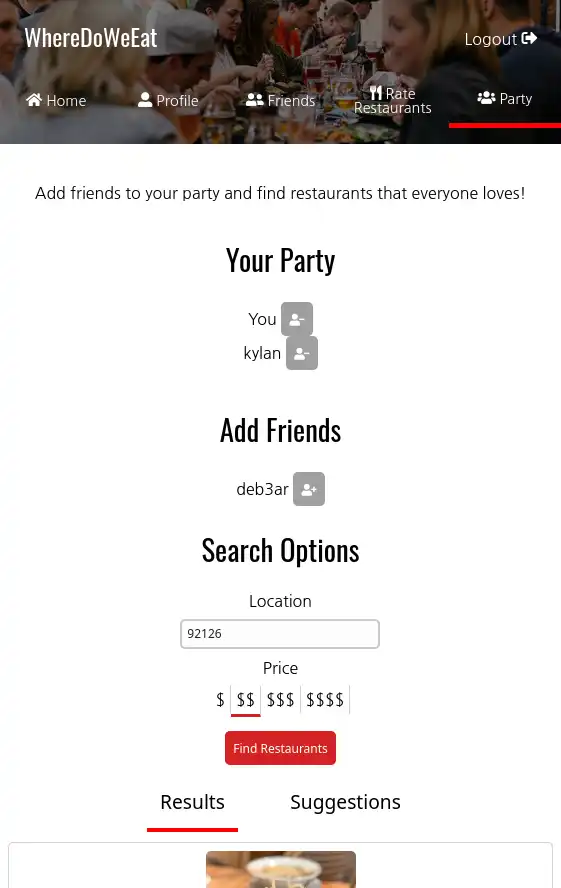 WhereDoWeEat
Logout
Home
Profile
Friends
Rate
Restaurants
Party
Add friends to your party and find restaurants that everyone loves!
Your Party
You
kylan
Add Friends
deb3ar
Search Options
Location
92126
Price
$ $$ $$$ $$$$
Find Restaurants
Results Suggestions